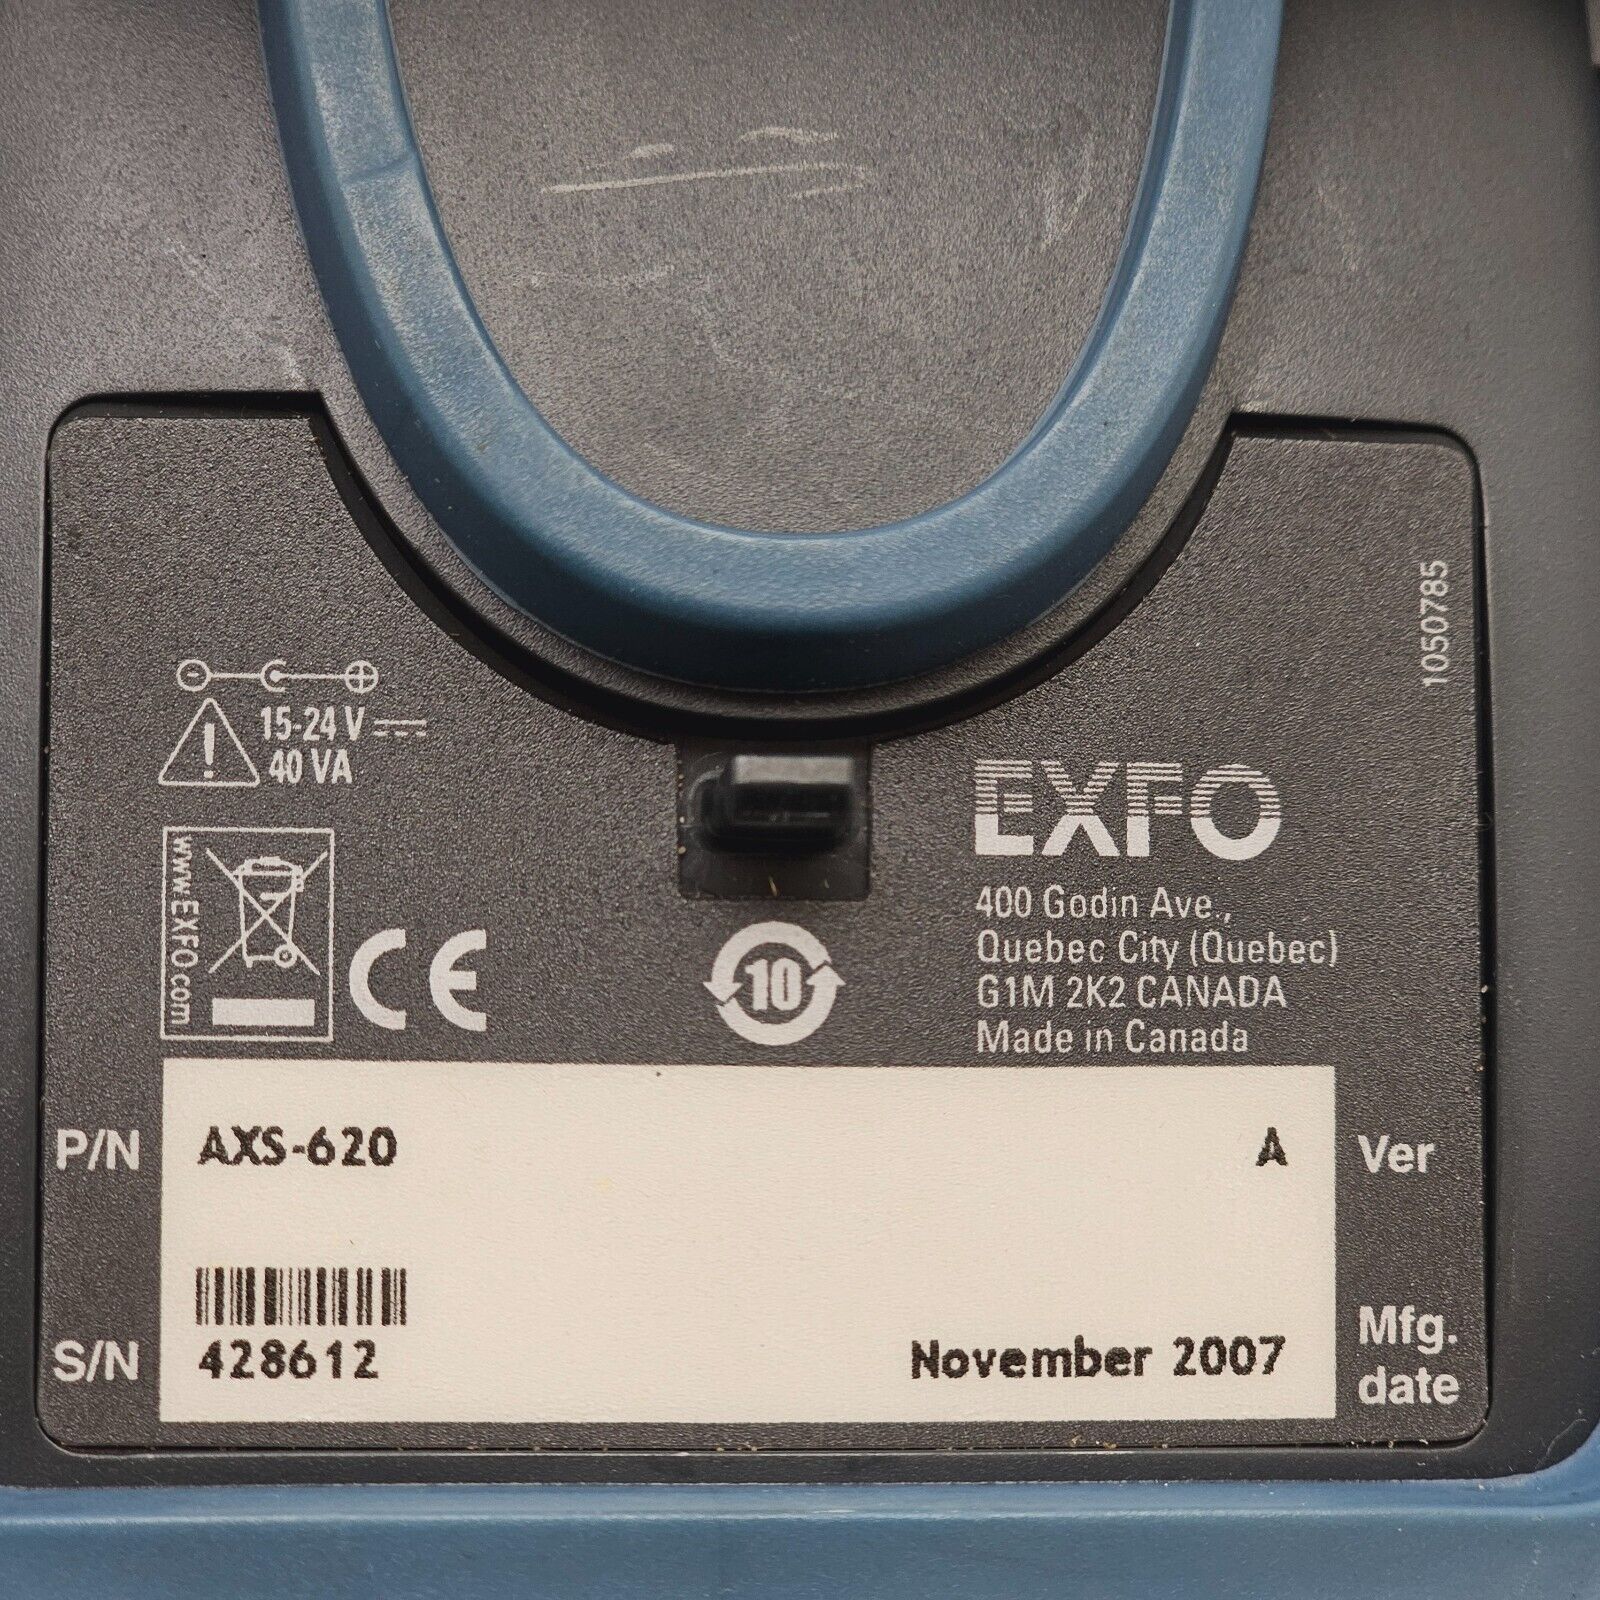 1050785
15-24 V
40 VA
EXFO
www.EXFO.com
CE
10
400 Godin Ave.,
Quebec City (Quebec)
G1M 2K2 CANADA
Made in Canada
P/N AXS-620 A Ver
S/N 428612 November 2007 Mfg. date